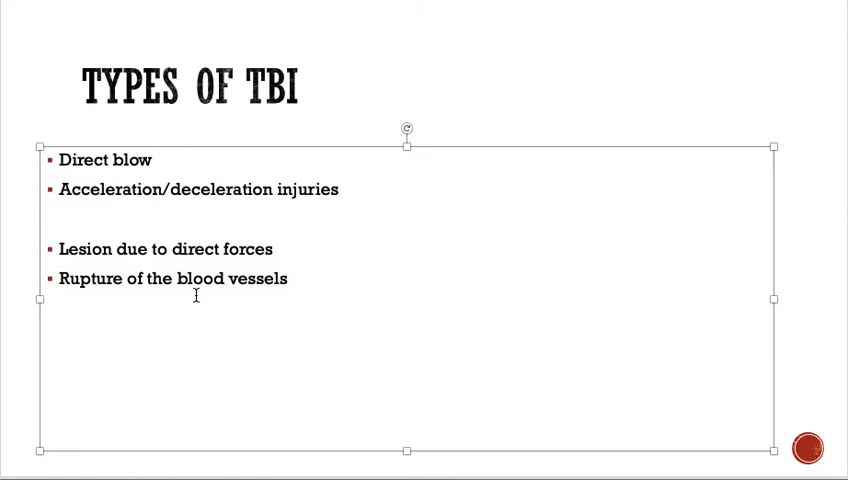 TYPES OF TBI
Direct blow
Acceleration/deceleration injuries
Lesion due to direct forces
Rupture of the blood vessels